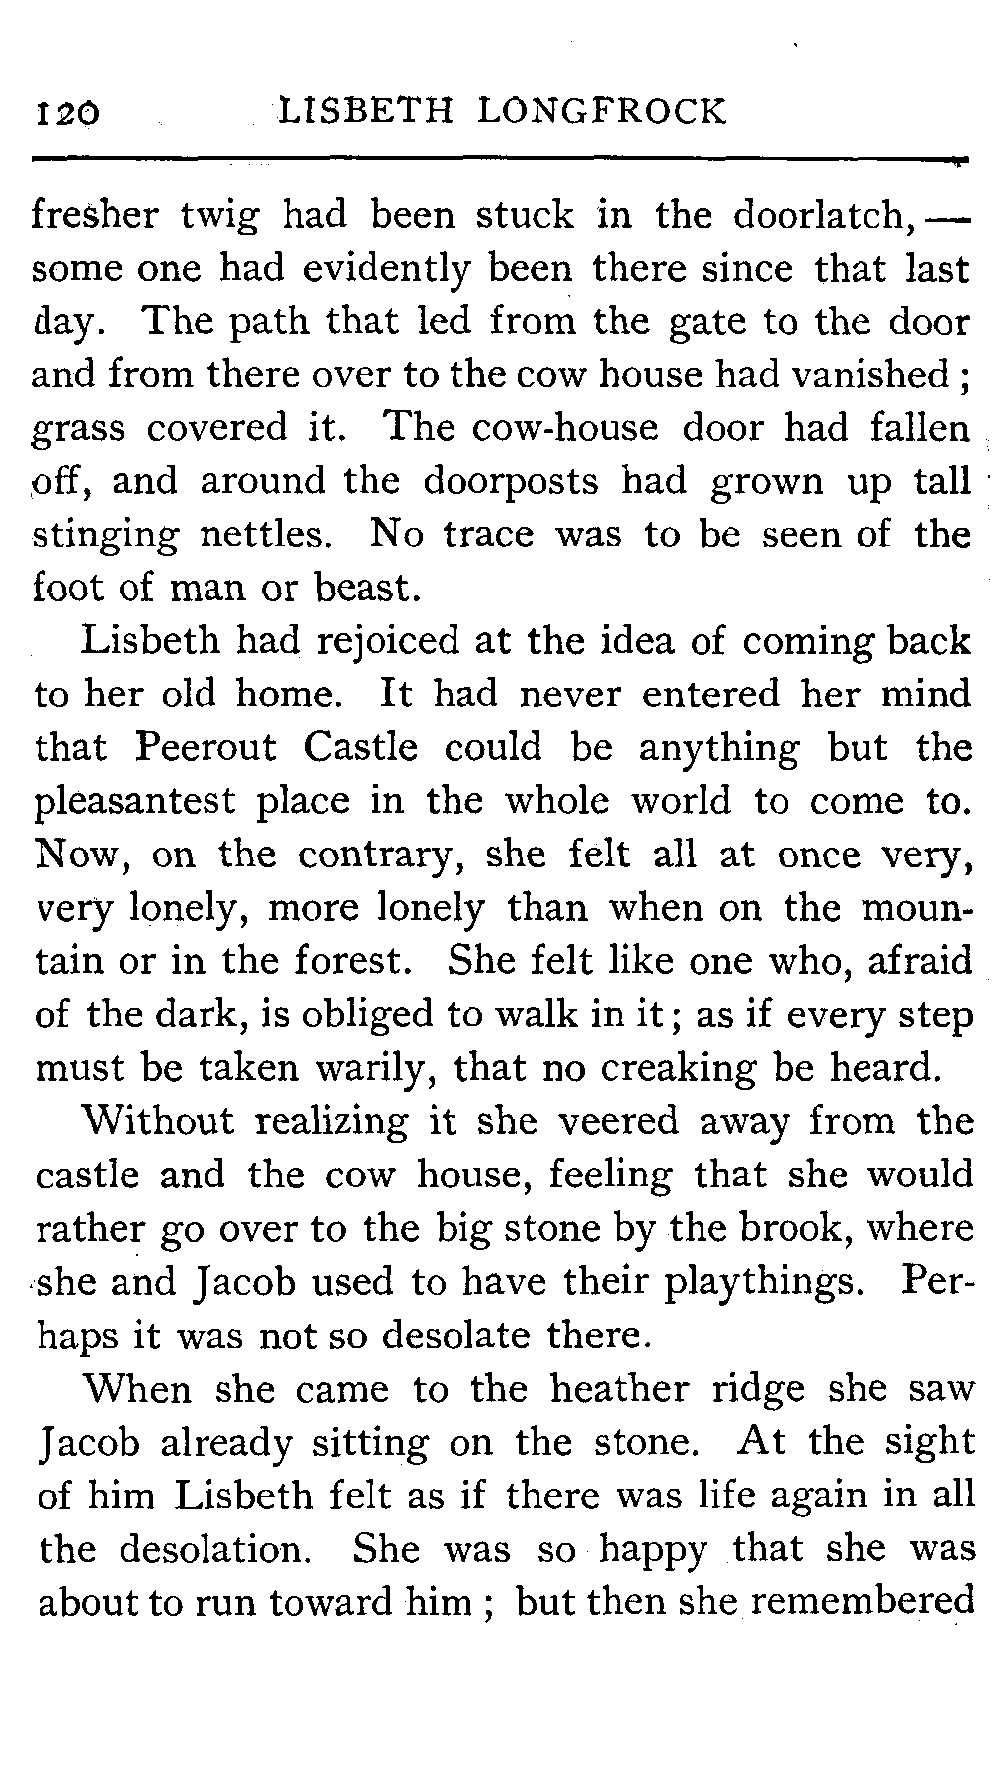 120 LISBETH LONGFROCK
fresher twig had been stuck in the doorlatch,—
some one had evidently been there since that last
day. The path that led from the gate to the door
and from there over to the cow house had vanished ;
grass covered it. The cow-house door had fallen
off, and around the doorposts had grown up tall
stinging nettles. No trace was to be seen of the
foot of man or beast.
Lisbeth had rejoiced at the idea of coming back
to her old home. It had never entered her mind
that Peerout Castle could be anything but the
pleasantest place in the whole world to come to.
Now, on the contrary, she felt all at once very,
very lonely, more lonely than when on the moun-
tain or in the forest. She felt like one who, afraid
of the dark, is obliged to walk in it ; as if every step
must be taken warily, that no creaking be heard.
Without realizing it she veered away from the
castle and the cow house, feeling that she would
rather go over to the big stone by the brook, where
she and Jacob used to have their playthings. Per-
haps it was not so desolate there.
When she came to the heather ridge she saw
Jacob already sitting on the stone. At the sight
of him Lisbeth felt as if there was life again in all
the desolation. She was so happy that she was
about to run toward him ; but then she remembered